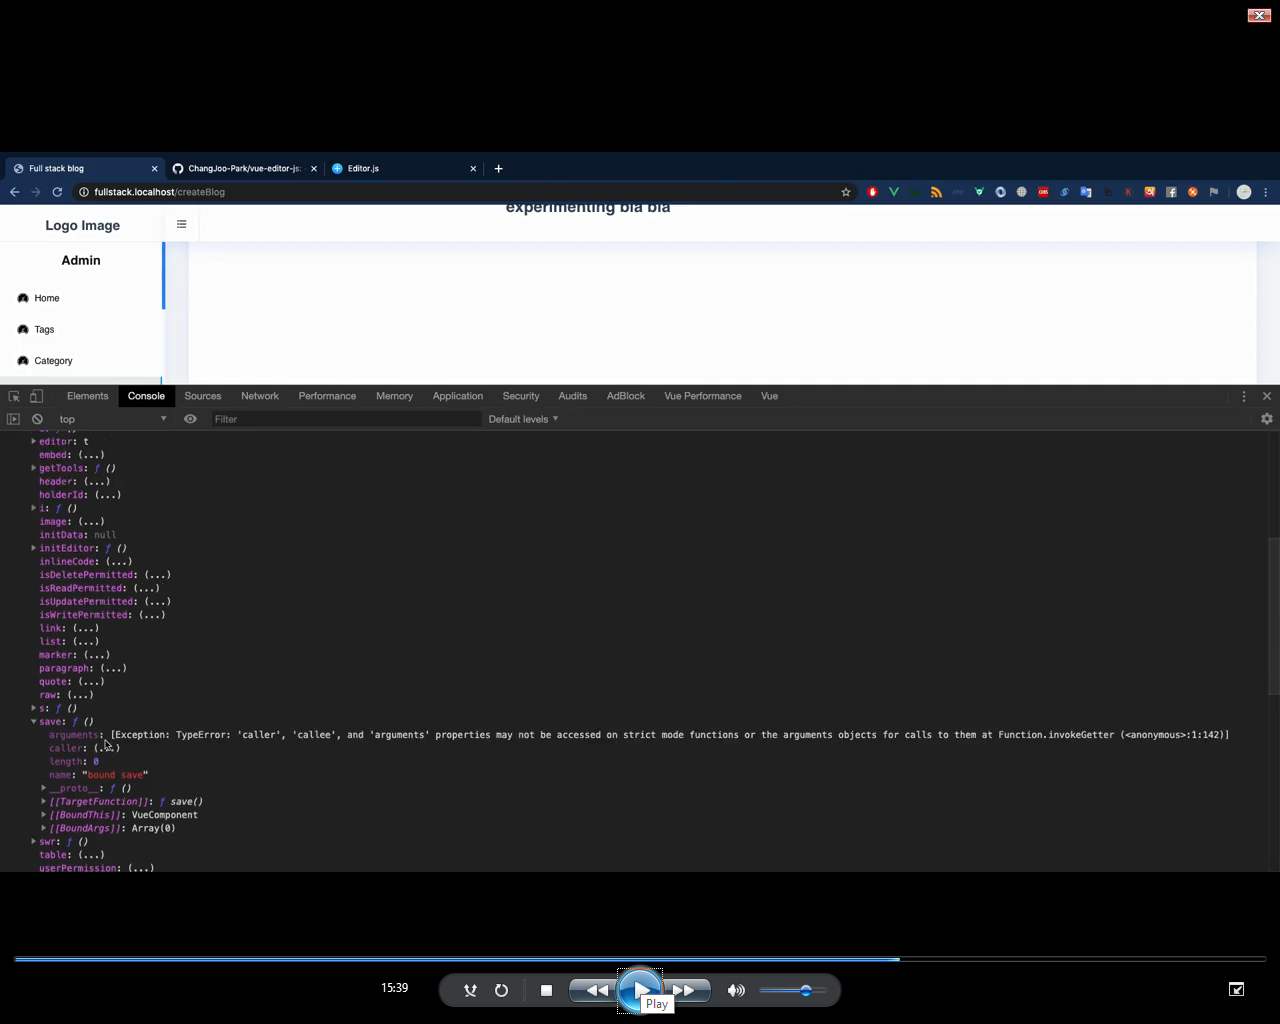 Full stack blog
ChangJoo-Park/vue-editor-js:
Editor.js
fullstack.localhost/createBlog
Logo Image
experimenting bla bla
Admin
Home
Tags
Category
Elements
Console
Sources
Network
Performance
Memory
Application
Security
Audits
AdBlock
Vue Performance
Vue
top
Filter
Default levels
editor: t
embed: (...)
getTools: ƒ ()
header: (...)
holderId: (...)
i: ƒ ()
image: (...)
initData: null
initEditor: ƒ ()
inlineCode: (...)
isDeletePermitted: (...)
isReadPermitted: (...)
isUpdatePermitted: (...)
isWritePermitted: (...)
link: (...)
list: (...)
marker: (...)
paragraph: (...)
quote: (...)
raw: (...)
s: ƒ ()
save: ƒ ()
arguments: [Exception: TypeError: 'caller', 'callee', and 'arguments' properties may not be accessed on strict mode functions or the arguments objects for calls to them at Function.invokeGetter (<anonymous>:1:142)]
caller: (...)
length: 0
name: "bound save"
__proto__: ƒ ()
[[TargetFunction]]: ƒ save()
[[BoundThis]]: VueComponent
[[BoundArgs]]: Array(0)
swr: ƒ ()
table: (...)
userPermission: (...)
15:39
Play